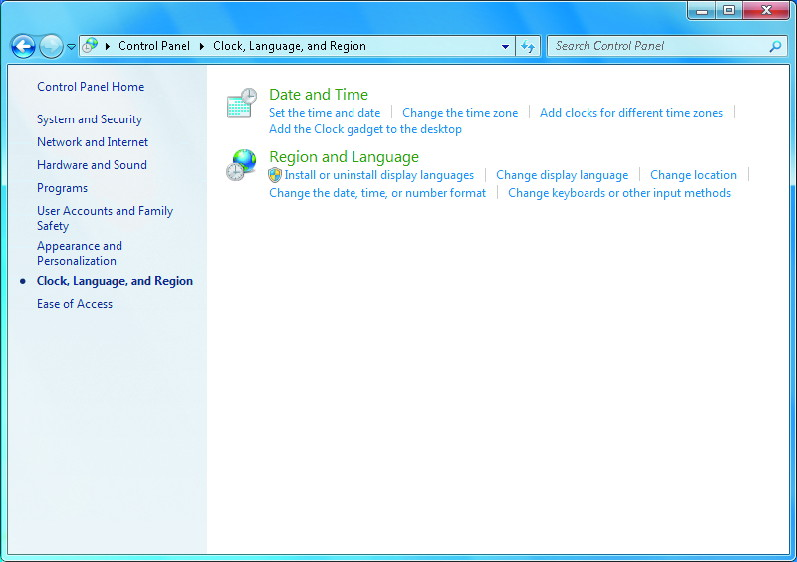 Control Panel Clock, Language, and Region Search Control Panel
Control Panel Home
System and Security
Network and Internet
Hardware and Sound
Programs
User Accounts and Family
Safety
Appearance and
Personalization
Clock, Language, and Region
Ease of Access
Date and Time
Set the time and date Change the time zone Add clocks for different time zones
Add the Clock gadget to the desktop
Region and Language
Install or uninstall display languages Change display language Change location
Change the date, time, or number format Change keyboards or other input methods